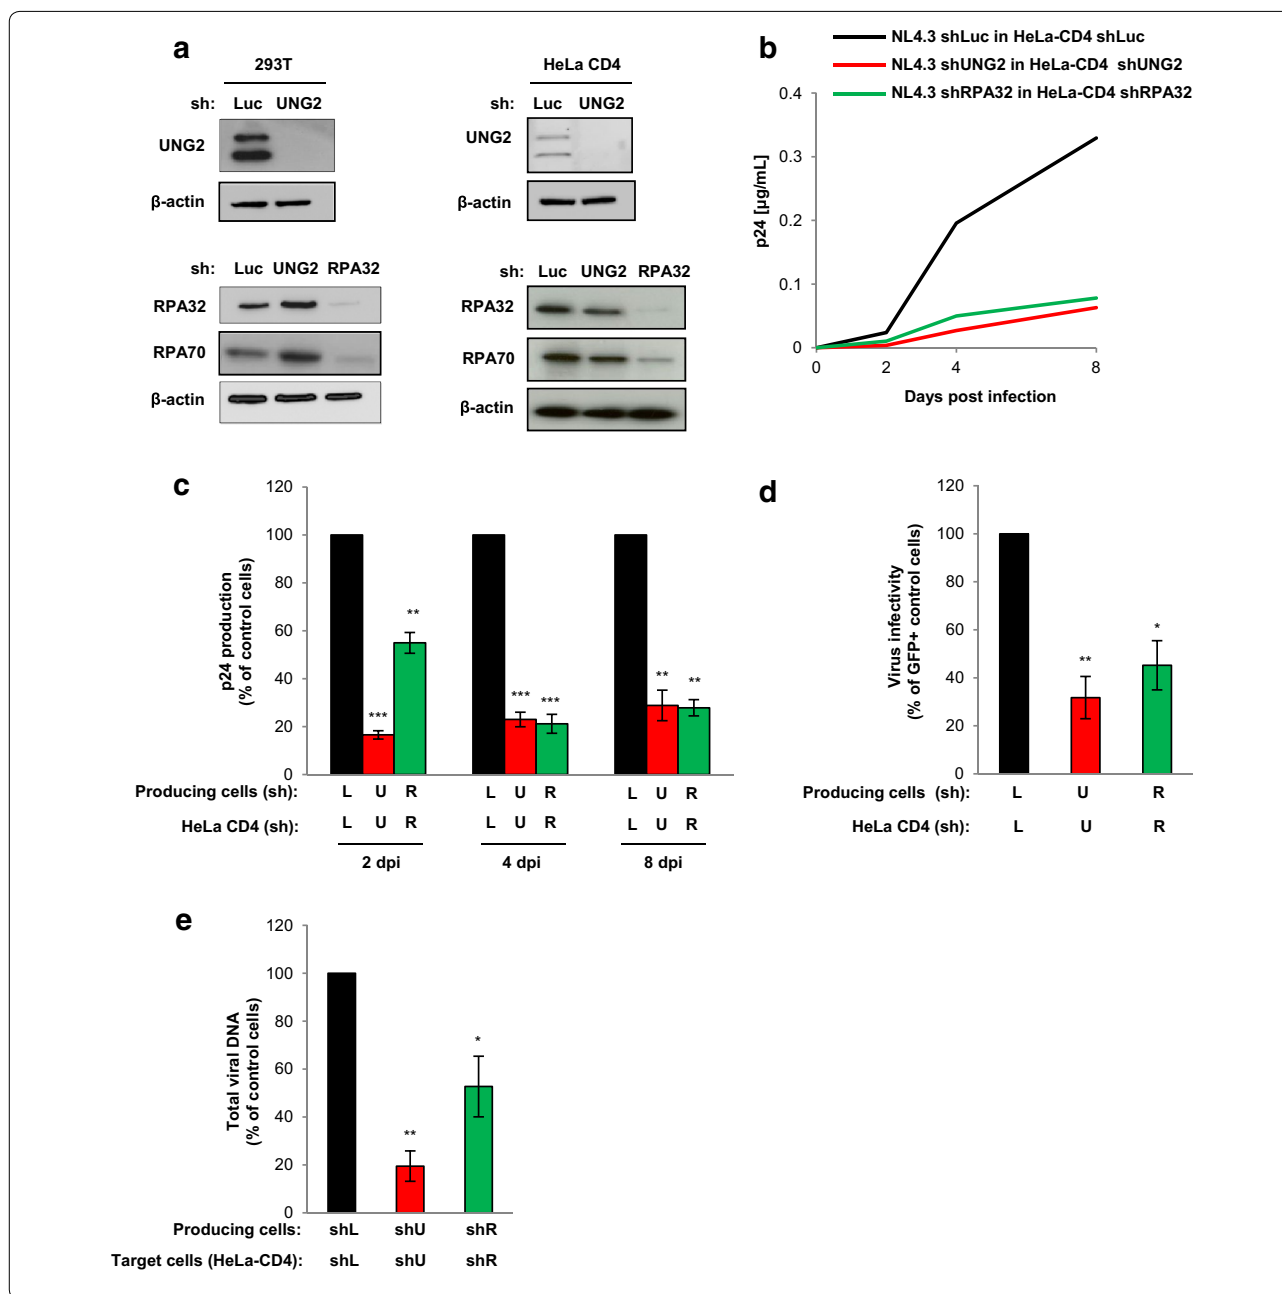 a
293T
sh: Luc UNG2
UNG2
β-actin
sh: Luc UNG2 RPA32
RPA32
RPA70
β-actin
HeLa CD4
sh: Luc UNG2
UNG2
β-actin
sh: Luc UNG2 RPA32
RPA32
RPA70
β-actin
b
NL4.3 shLuc in HeLa-CD4 shLuc
NL4.3 shUNG2 in HeLa-CD4 shUNG2
NL4.3 shRPA32 in HeLa-CD4 shRPA32
p24 [µg/mL]
0.4
0.3
0.2
0.1
0
0 2 4 8
Days post infection
c
p24 production
(% of control cells)
120
100
80
60
40
20
0
*** **
*** ***
** **
Producing cells (sh): L U R L U R L U R
HeLa CD4 (sh): L U R L U R L U R
2 dpi 4 dpi 8 dpi
d
Virus infectivity
(% of GFP+ control cells)
120
100
80
60
40
20
0
** *
Producing cells (sh): L U R
HeLa CD4 (sh): L U R
e
Total viral DNA
(% of control cells)
120
100
80
60
40
20
0
** *
Producing cells: shL shU shR
Target cells (HeLa-CD4): shL shU shR